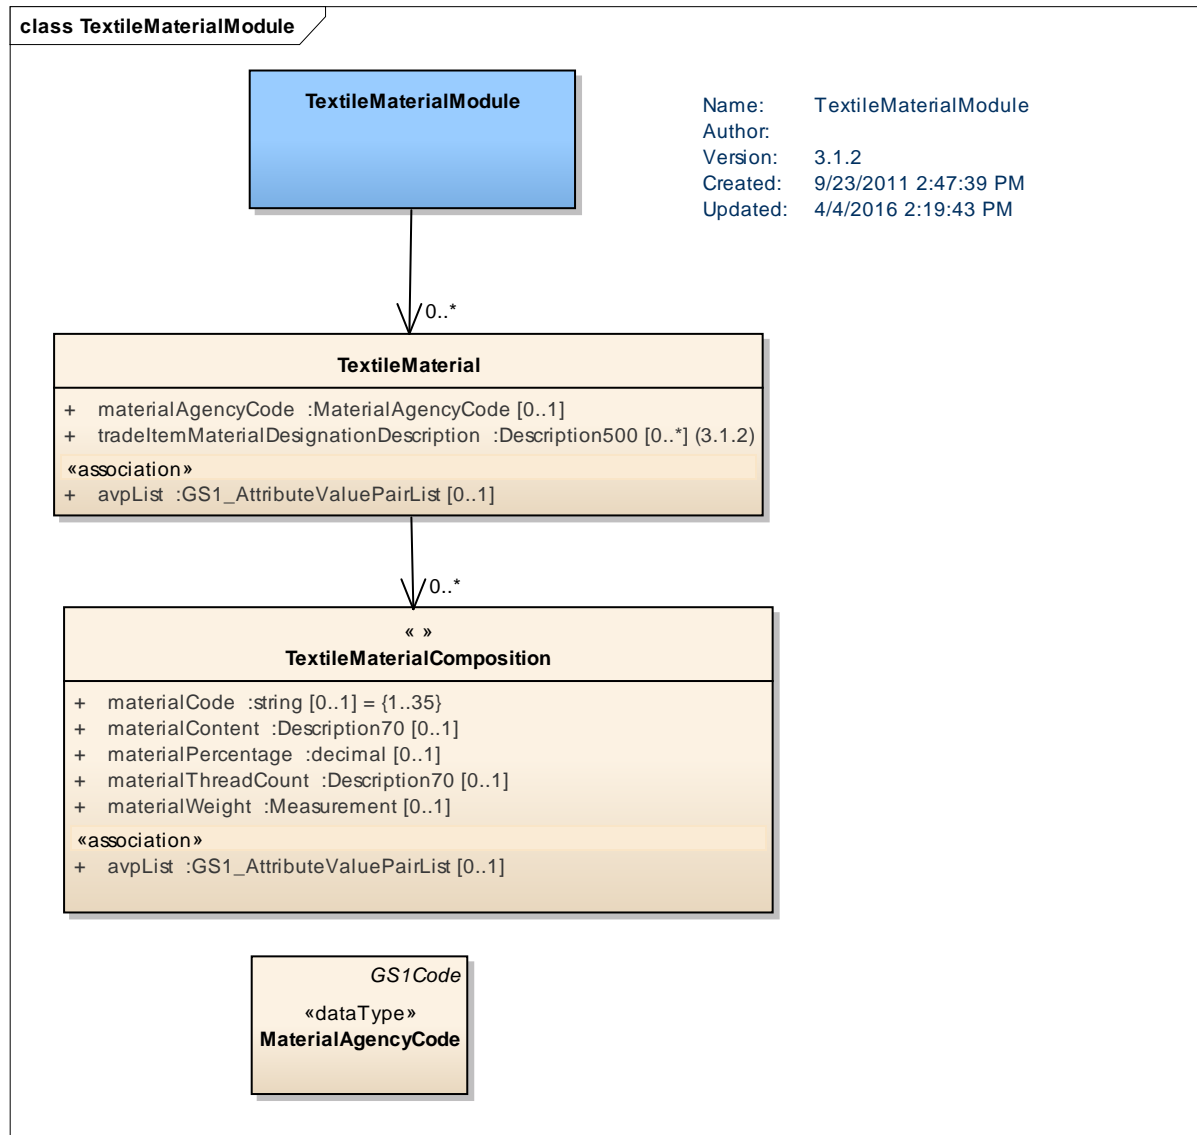 class TextileMaterialModule
TextileMaterialModule
Name: TextileMaterialModule
Author:
Version: 3.1.2
Created: 9/23/2011 2:47:39 PM
Updated: 4/4/2016 2:19:43 PM
0..*
TextileMaterial
+ materialAgencyCode :MaterialAgencyCode [0..1]
+ tradeItemMaterialDesignationDescription :Description500 [0..*] (3.1.2)
«association»
+ avpList :GS1_AttributeValuePairList [0..1]
0..*
« »
TextileMaterialComposition
+ materialCode :string [0..1] = {1..35}
+ materialContent :Description70 [0..1]
+ materialPercentage :decimal [0..1]
+ materialThreadCount :Description70 [0..1]
+ materialWeight :Measurement [0..1]
«association»
+ avpList :GS1_AttributeValuePairList [0..1]
GS1Code
«dataType»
MaterialAgencyCode